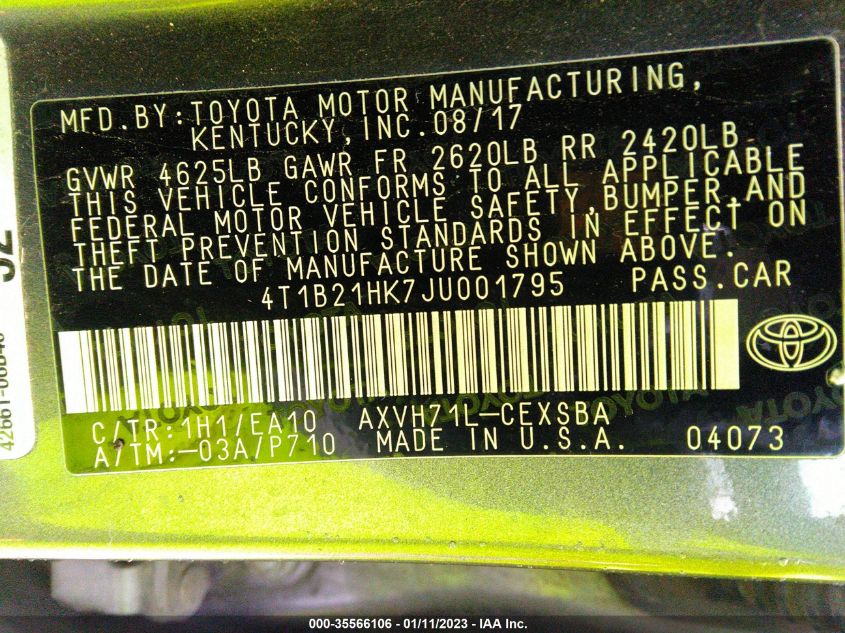 MFD.BY:TOYOTA MOTOR MANUFACTURING,
KENTUCKY,INC.08/17
GVWR 4625LB GAWR FR 2620LB RR 2420LB
THIS VEHICLE CONFORMS TO ALL APPLICABLE
FEDERAL MOTOR VEHICLE SAFETY,BUMPER,AND
THEFT PREVENTION STANDARDS IN EFFECT ON
THE DATE OF MANUFACTURE SHOWN ABOVE.
4T1B21HK7JU001795 PASS.CAR
C/TR:1H1/EA10 AXVH71L-CEXSBA
A/TM:-03A/P710 MADE IN U.S.A. 04073
000-35566106 - 01/11/2023 - IAA Inc.